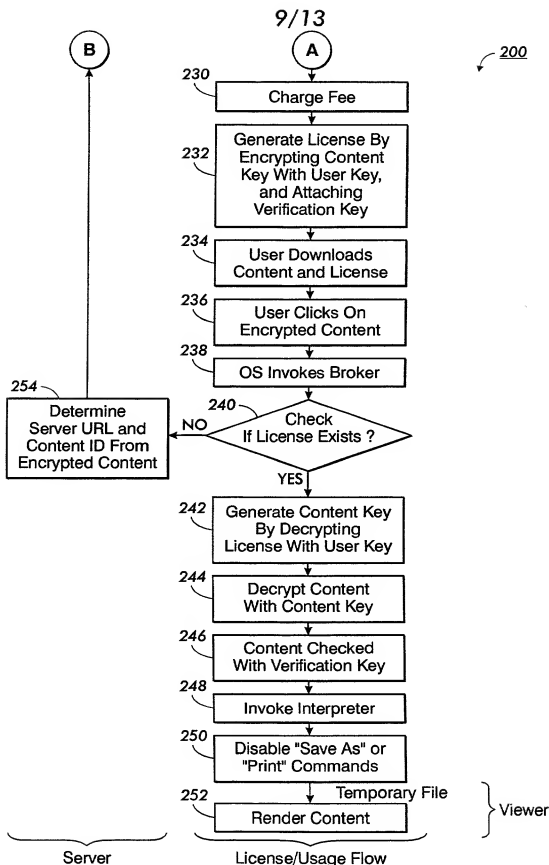 9/13
B
A
200
230
Charge Fee
232
Generate License By
Encrypting Content
Key With User Key,
and Attaching
Verification Key
234
User Downloads
Content and License
236
User Clicks On
Encrypted Content
238
OS Invokes Broker
254
Determine
Server URL and
Content ID From
Encrypted Content
240
Check
If License Exists ?
NO
YES
242
Generate Content Key
By Decrypting
License With User Key
244
Decrypt Content
With Content Key
246
Content Checked
With Verification Key
248
Invoke Interpreter
250
Disable "Save As" or
"Print" Commands
Temporary File
252
Render Content
Viewer
Server
License/Usage Flow